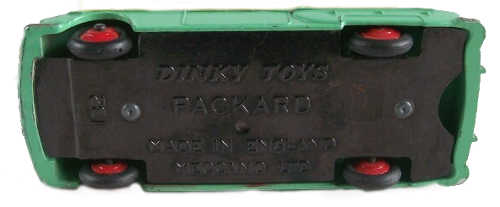 DINKY TOYS
PACKARD
MADE IN ENGLAND
MECCANO LTD